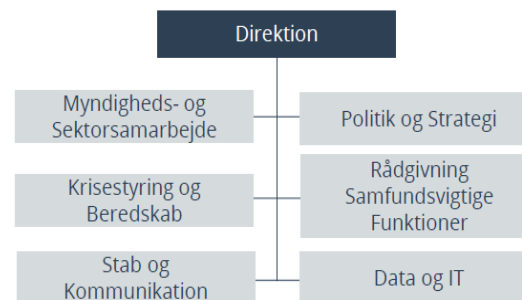 Direktion
Myndigheds- og
Sektorsamarbejde
Politik og Strategi
Krisestyring og
Beredskab
Rådgivning
Samfundsvigtige
Funktioner
Stab og
Kommunikation
Data og IT